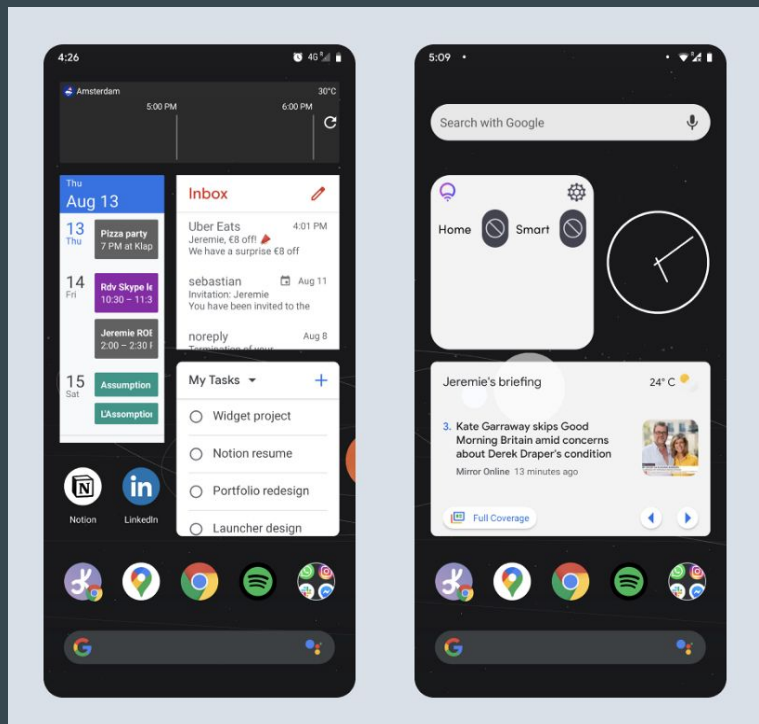 4:26
4G
Amsterdam
30°C
5:00 PM
6:00 PM
Thu
Aug 13
13
Thu
Pizza party
7 PM at Klap
14
Fri
Rdv Skype le
10:30 – 11:3
Jeremie ROE
2:00 – 2:30 F
15
Sat
Assumption
L'Assomption
Inbox
Uber Eats
4:01 PM
Jeremie, €8 off!
We have a surprise €8 off
sebastian
Aug 11
Invitation: Jeremie
You have been invited to the
noreply
Aug 8
Termination of your
My Tasks
Widget project
Notion resume
Portfolio redesign
Launcher design
Notion
LinkedIn
5:09
Search with Google
Home
Smart
Jeremie's briefing
24° C
3. Kate Garraway skips Good
Morning Britain amid concerns
about Derek Draper's condition
Mirror Online 13 minutes ago
Full Coverage